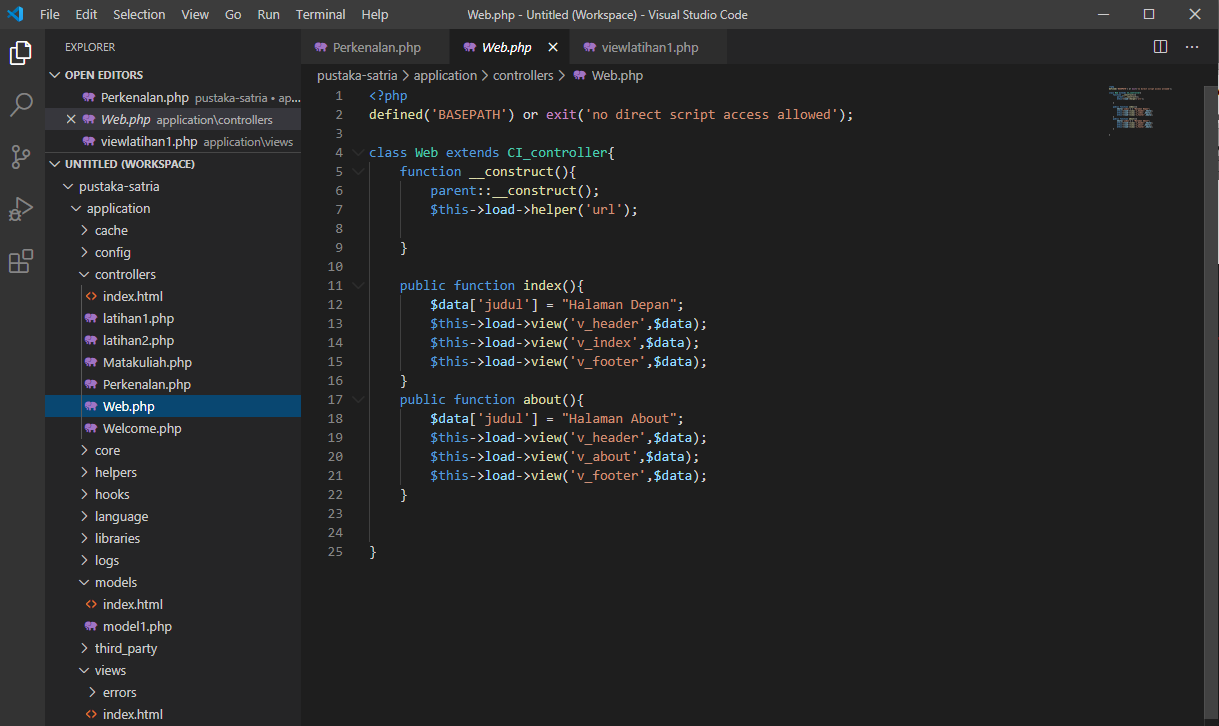 File Edit Selection View Go Run Terminal Help Web.php - Untitled (Workspace) - Visual Studio Code
EXPLORER
OPEN EDITORS
Perkenalan.php pustaka-satria • ap...
Web.php application\controllers
viewlatihan1.php application\views
UNTITLED (WORKSPACE)
pustaka-satria
application
cache
config
controllers
index.html
latihan1.php
latihan2.php
Matakuliah.php
Perkenalan.php
Web.php
Welcome.php
core
helpers
hooks
language
libraries
logs
models
index.html
model1.php
third_party
views
errors
index.html
Perkenalan.php Web.php viewlatihan1.php
pustaka-satria > application > controllers > Web.php
1 <?php
2 defined('BASEPATH') or exit('no direct script access allowed');
3
4 class Web extends CI_controller{
5 function __construct(){
6 parent::__construct();
7 $this->load->helper('url');
8
9 }
10
11 public function index(){
12 $data['judul'] = "Halaman Depan";
13 $this->load->view('v_header',$data);
14 $this->load->view('v_index',$data);
15 $this->load->view('v_footer',$data);
16 }
17 public function about(){
18 $data['judul'] = "Halaman About";
19 $this->load->view('v_header',$data);
20 $this->load->view('v_about',$data);
21 $this->load->view('v_footer',$data);
22 }
23
24
25 }